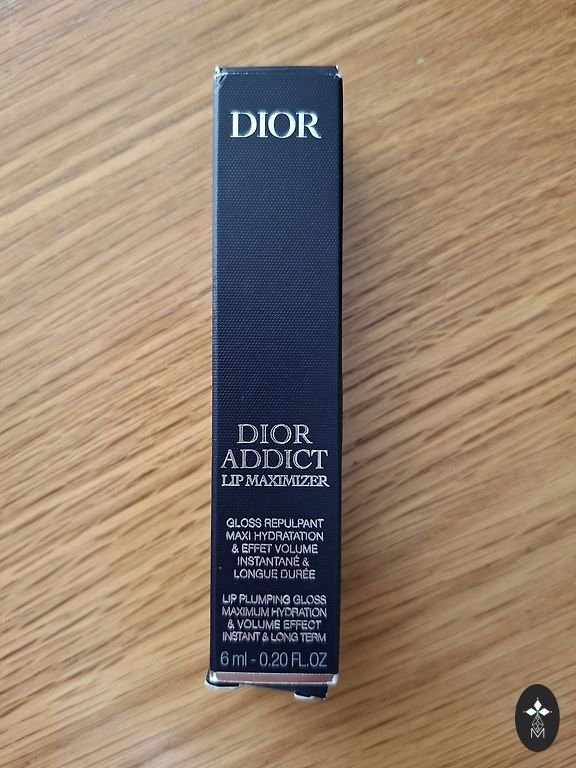 DIOR
DIOR
ADDICT
LIP MAXIMIZER
GLOSS REPULPANT
MAXI HYDRATATION
& EFFET VOLUME
INSTANTANÉ &
LONGUE DURÉE
LIP PLUMPING GLOSS
MAXIMUM HYDRATION
& VOLUME EFFECT
INSTANT & LONG TERM
6 ml - 0.20 FL.OZ
M